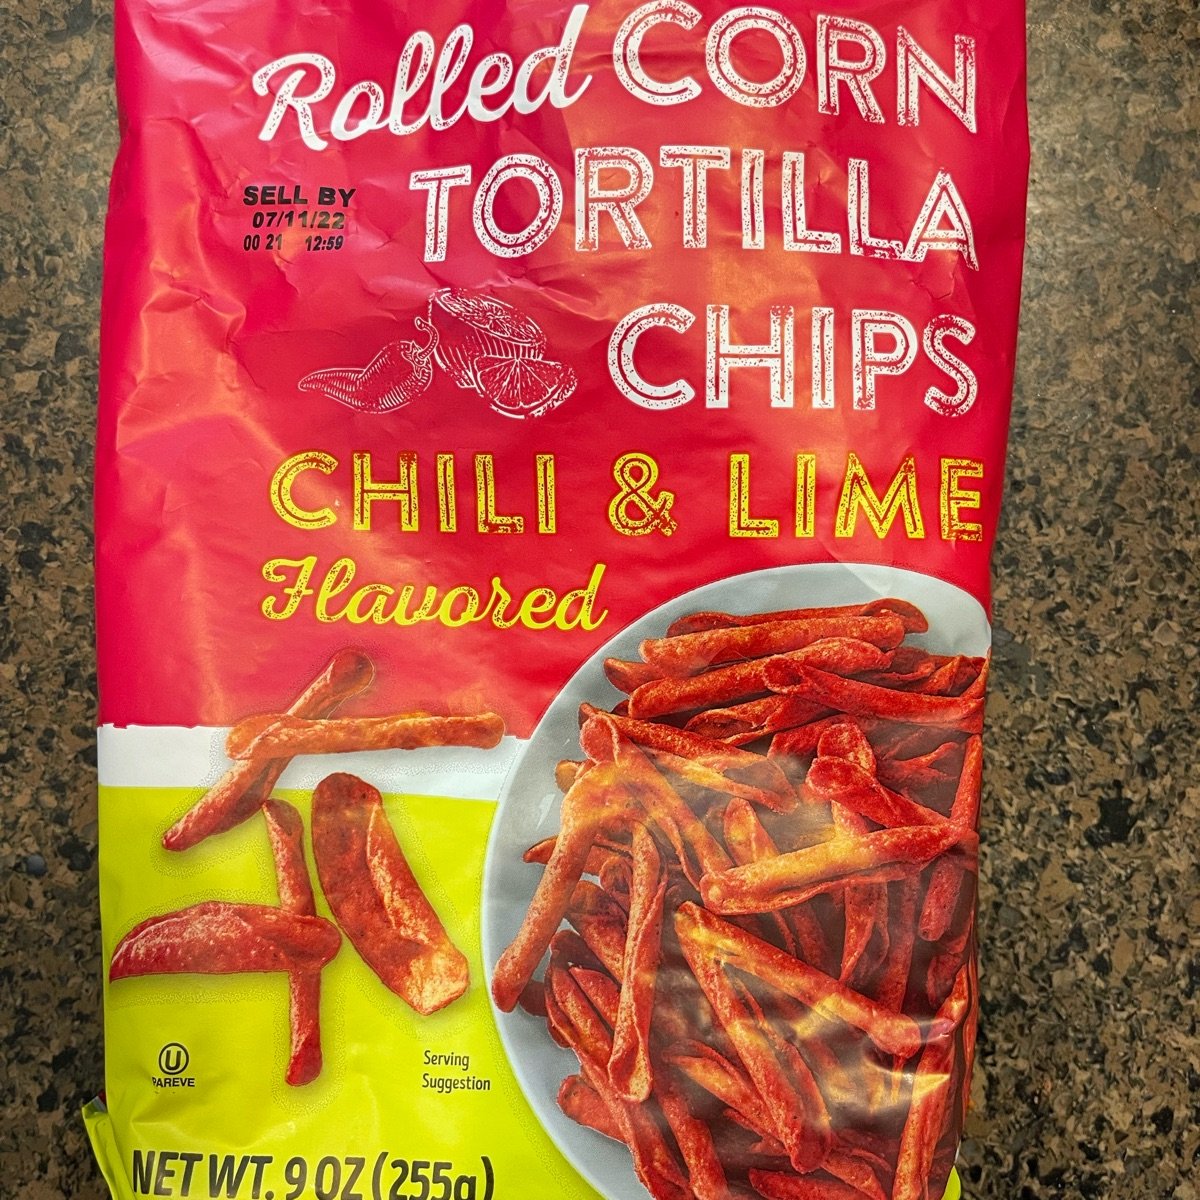 Rolled CORN
TORTILLA
CHIPS
SELL BY
07/11/22
00 21 12:59
CHILI & LIME
Flavored
U
PAREVE
Serving
Suggestion
NET WT. 9 OZ (255g)